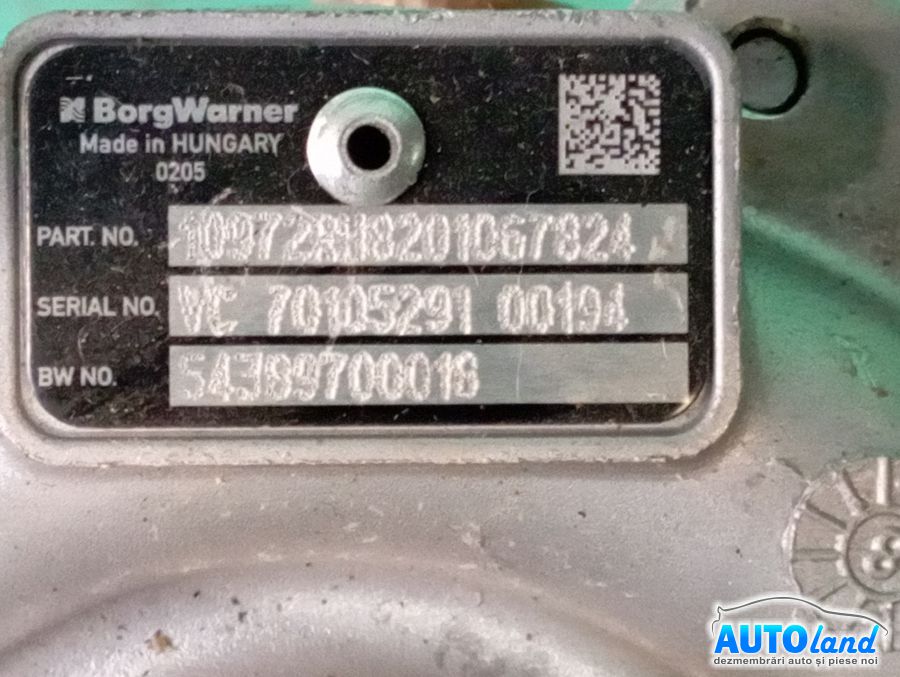 BorgWarner
Made in HUNGARY
0205
PART. NO. 109728H8201067824
SERIAL NO. VC 70105291 00194
BW NO. 54389700018
AUTOland
dezmembrări auto și piese noi